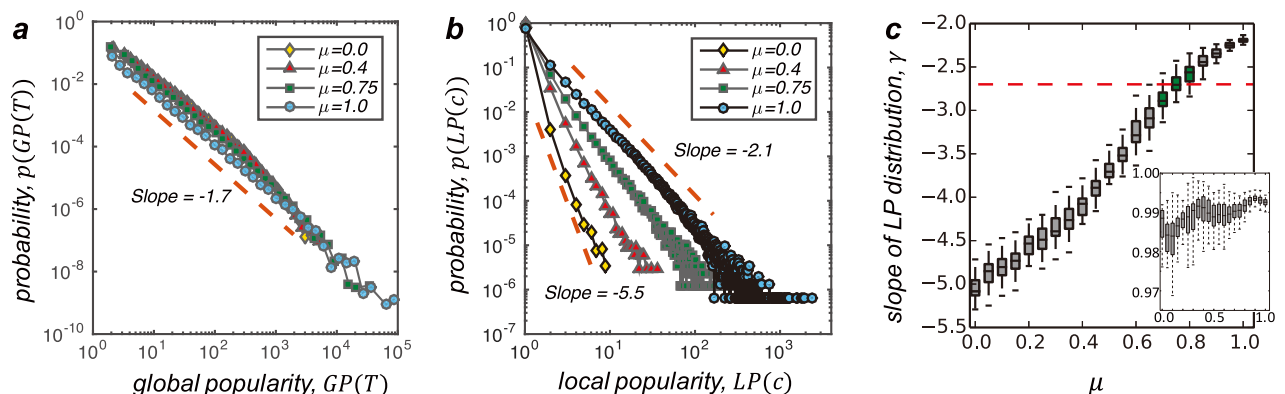 a
probability, p(GP(T))
10^0
10^-2
10^-4
10^-6
10^-8
10^-10
μ=0.0
μ=0.4
μ=0.75
μ=1.0
Slope = -1.7
10^0 10^1 10^2 10^3 10^4 10^5
global popularity, GP(T)
b
probability, p(LP(c))
10^0
10^-1
10^-2
10^-3
10^-4
10^-5
10^-6
10^-7
μ=0.0
μ=0.4
μ=0.75
μ=1.0
Slope = -2.1
Slope = -5.5
10^0 10^1 10^2 10^3
local popularity, LP(c)
c
slope of LP distribution, γ
−2.0
−2.5
−3.0
−3.5
−4.0
−4.5
−5.0
−5.5
1.00
0.99
0.98
0.97
0.0 0.5 1.0
0.0 0.2 0.4 0.6 0.8 1.0
μ